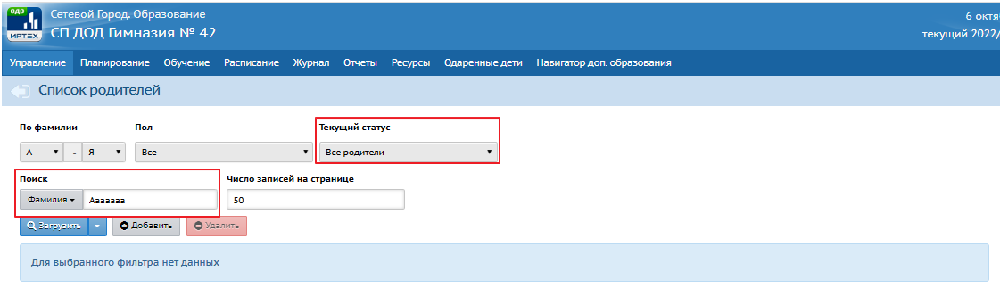 ОДО
ИРТЕХ
Сетевой Город. Образование
СП ДОД Гимназия № 42
6 октя
текущий 2022/
Управление Планирование Обучение Расписание Журнал Отчеты Ресурсы Одаренные дети Навигатор доп. образования
Список родителей
По фамилии Пол Текущий статус
А - Я Все Все родители
Поиск Число записей на странице
Фамилия Ааааааа 50
Загрузить Добавить Удалить
Для выбранного фильтра нет данных